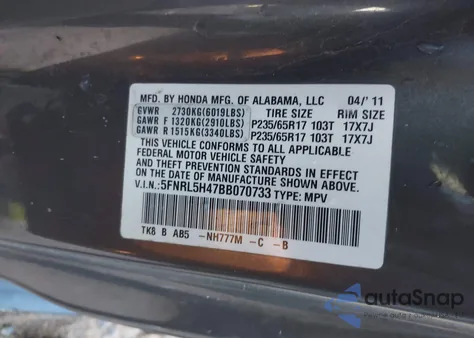 MFD. BY HONDA MFG. OF ALABAMA, LLC 04/'11
GVWR 2730KG(6019LBS) TIRE SIZE RIM SIZE
GAWR F 1320KG(2910LBS) P235/65R17 103T 17X7J
GAWR R 1515KG(3340LBS) P235/65R17 103T 17X7J
THIS VEHICLE CONFORMS TO ALL APPLICABLE
FEDERAL MOTOR VEHICLE SAFETY AND
THEFT PREVENTION STANDARDS IN EFFECT ON THE
DATE OF MANUFACTURE SHOWN ABOVE.
V.I.N: 5FNRL5H47BB070733 TYPE: MPV
TK8 B AB5 -NH777M -C -B
autoSnap